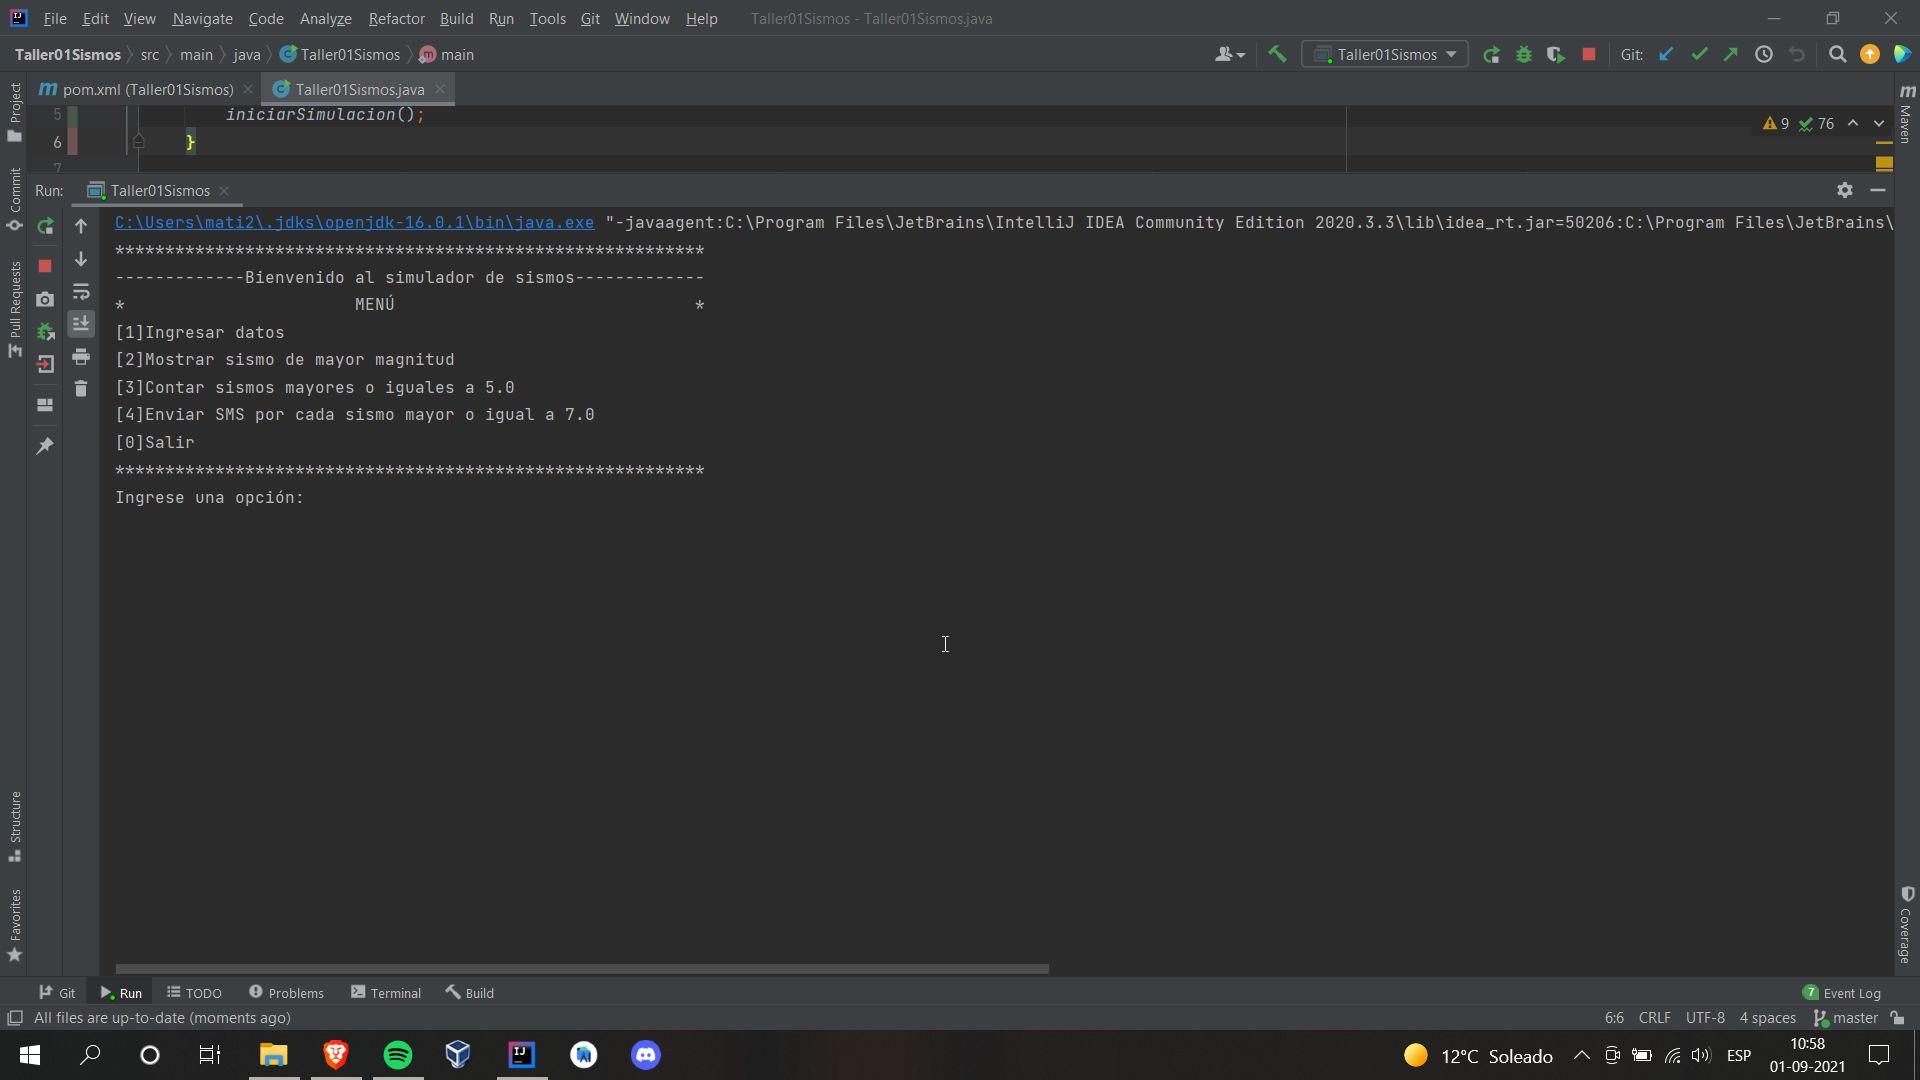 File Edit View Navigate Code Analyze Refactor Build Run Tools Git Window Help Taller01Sismos - Taller01Sismos.java
Taller01Sismos src main java Taller01Sismos main Taller01Sismos Git:
pom.xml (Taller01Sismos) Taller01Sismos.java
5 iniciarSimulacion();
6 }
7
9 76
Run: Taller01Sismos
C:\Users\mati2\.jdks\openjdk-16.0.1\bin\java.exe "-javaagent:C:\Program Files\JetBrains\IntelliJ IDEA Community Edition 2020.3.3\lib\idea_rt.jar=50206:C:\Program Files\JetBrains\
***********************************************************
-------------Bienvenido al simulador de sismos-------------
* MENÚ *
[1]Ingresar datos
[2]Mostrar sismo de mayor magnitud
[3]Contar sismos mayores o iguales a 5.0
[4]Enviar SMS por cada sismo mayor o igual a 7.0
[0]Salir
***********************************************************
Ingrese una opción:
Project
Commit
Pull Requests
Structure
Favorites
Maven
Coverage
Git Run TODO Problems Terminal Build 7 Event Log
All files are up-to-date (moments ago) 6:6 CRLF UTF-8 4 spaces master
12°C Soleado ESP 10:58
01-09-2021